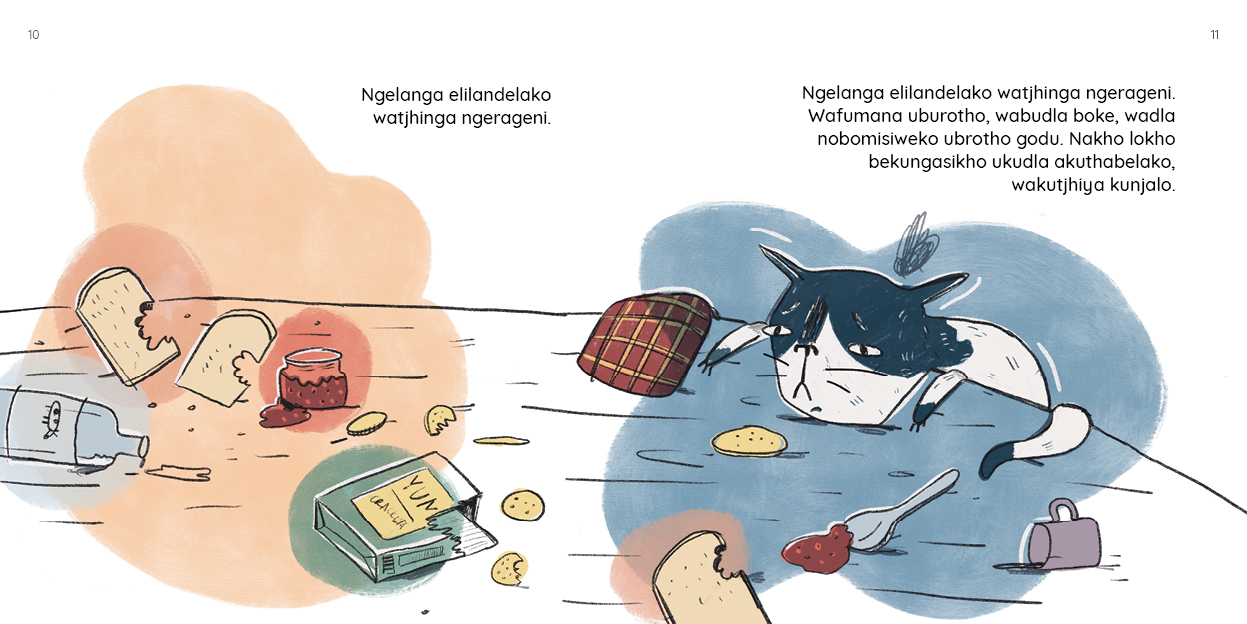 10
11
Ngelanga elilandelako
watjhinga ngerageni.
Ngelanga elilandelako watjhinga ngerageni.
Wafumana uburotho, wabudla boke, wadla
nobomisiweko ubrotho godu. Nakho lokho
bekungasikho ukudla akuthabelako,
wakutjhiya kunjalo.
YUM